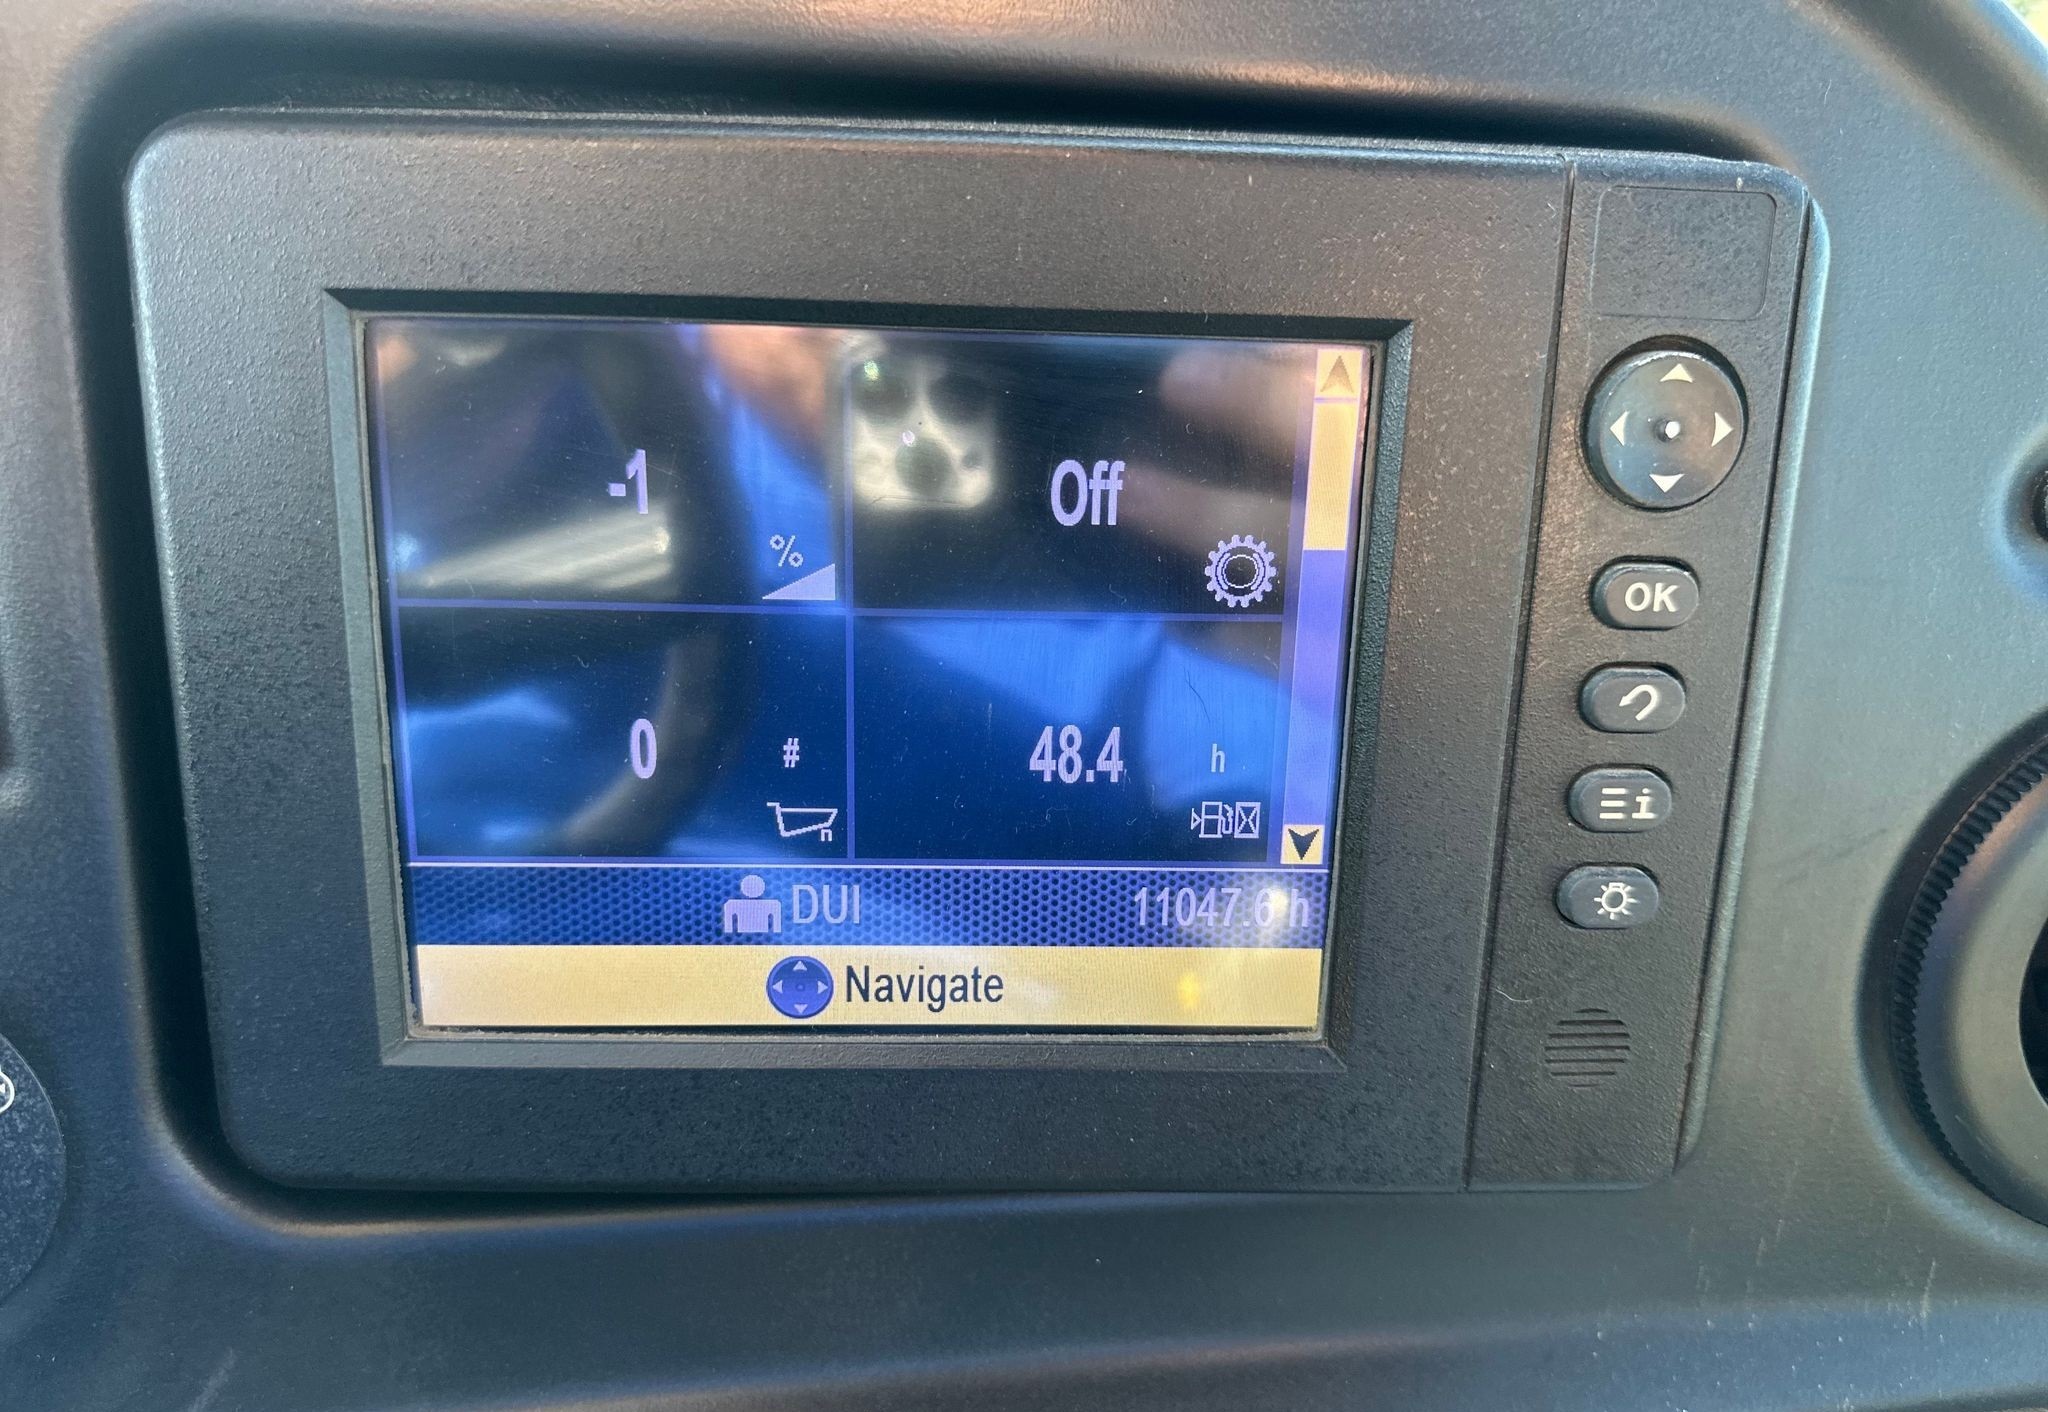 -1
%
Off
0 #
n
48.4 h
DUI 11047.6 h
Navigate
OK
i